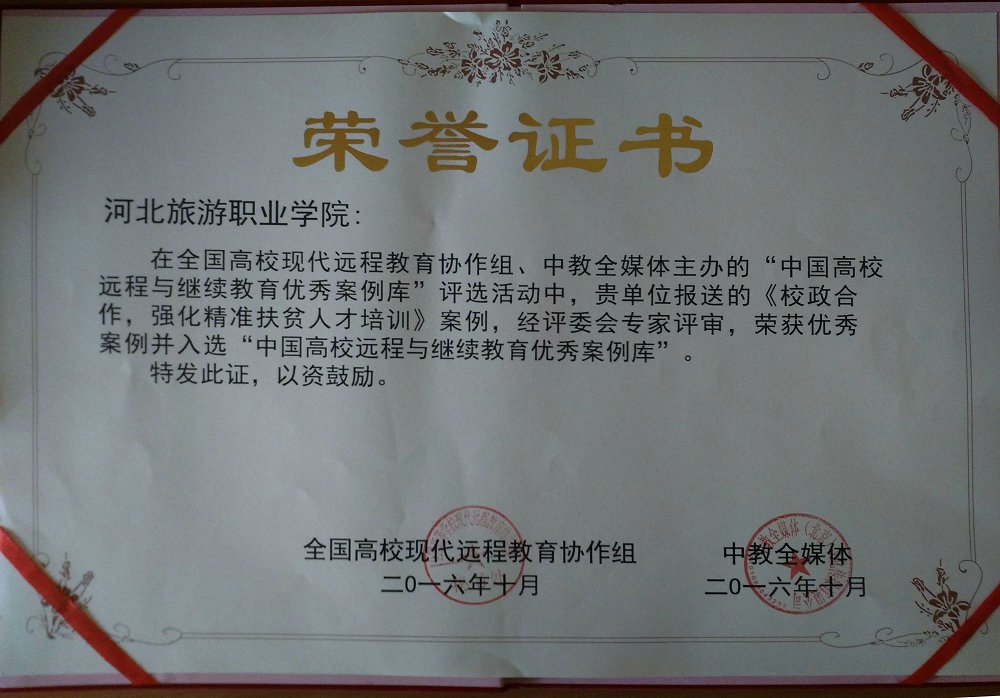 荣誉证书
河北旅游职业学院:
在全国高校现代远程教育协作组、中教全媒体主办的“中国高校
远程与继续教育优秀案例库”评选活动中，贵单位报送的《校政合
作，强化精准扶贫人才培训》案例，经评委会专家评审，荣获优秀
案例并入选“中国高校远程与继续教育优秀案例库”。
特发此证，以资鼓励。
全国高校现代远程教育协作组 中教全媒体
二0一六年十月 二0一六年十月